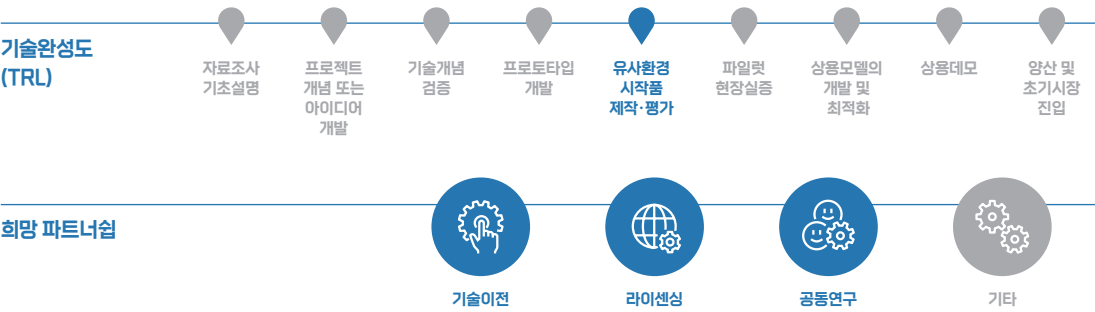 기술완성도
(TRL)
자료조사
기초설명
프로젝트
개념 또는
아이디어
개발
기술개념
검증
프로토타입
개발
유사환경
시작품
제작·평가
파일럿
현장실증
상용모델의
개발 및
최적화
상용데모
양산 및
초기시장
진입
희망 파트너쉽
기술이전
라이센싱
공동연구
기타